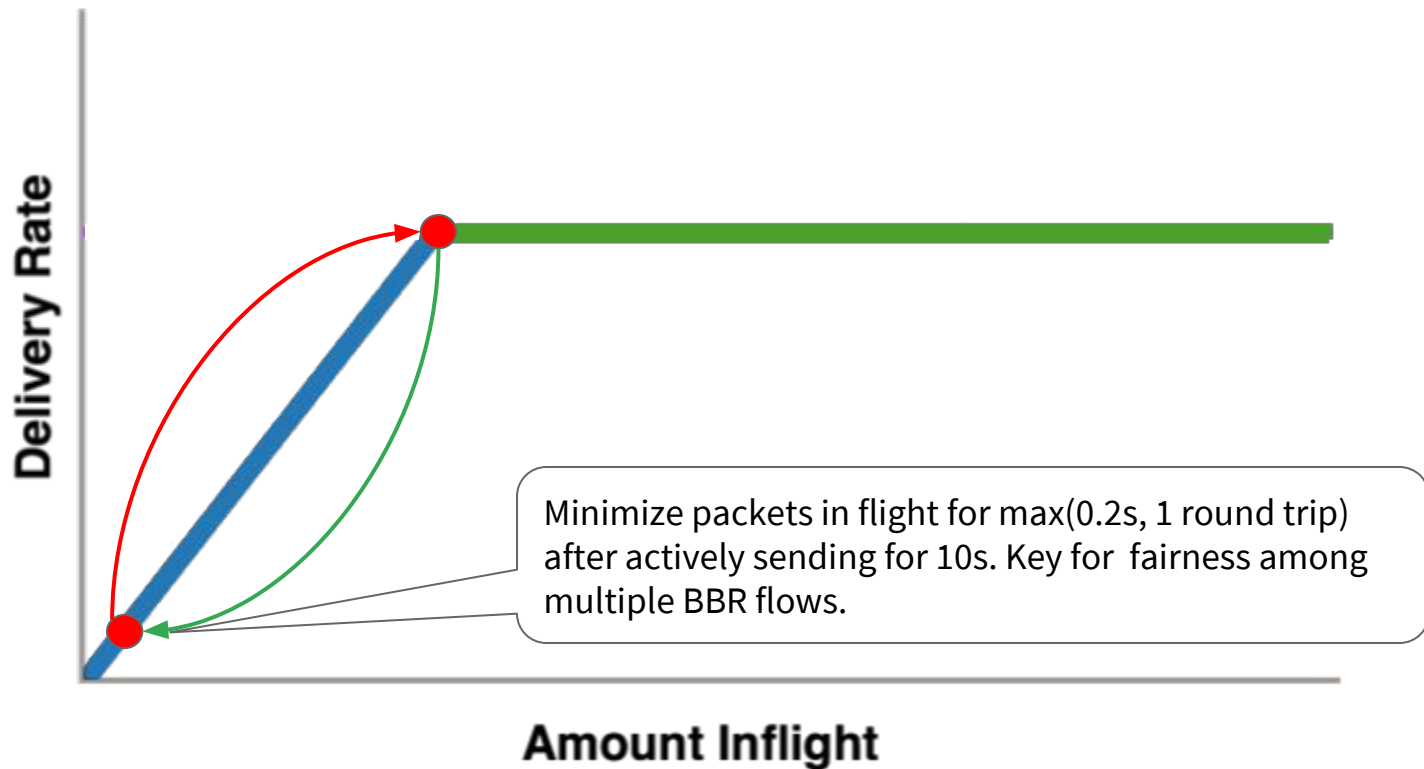 Delivery Rate
Minimize packets in flight for max(0.2s, 1 round trip)
after actively sending for 10s. Key for  fairness among
multiple BBR flows.
Amount Inflight